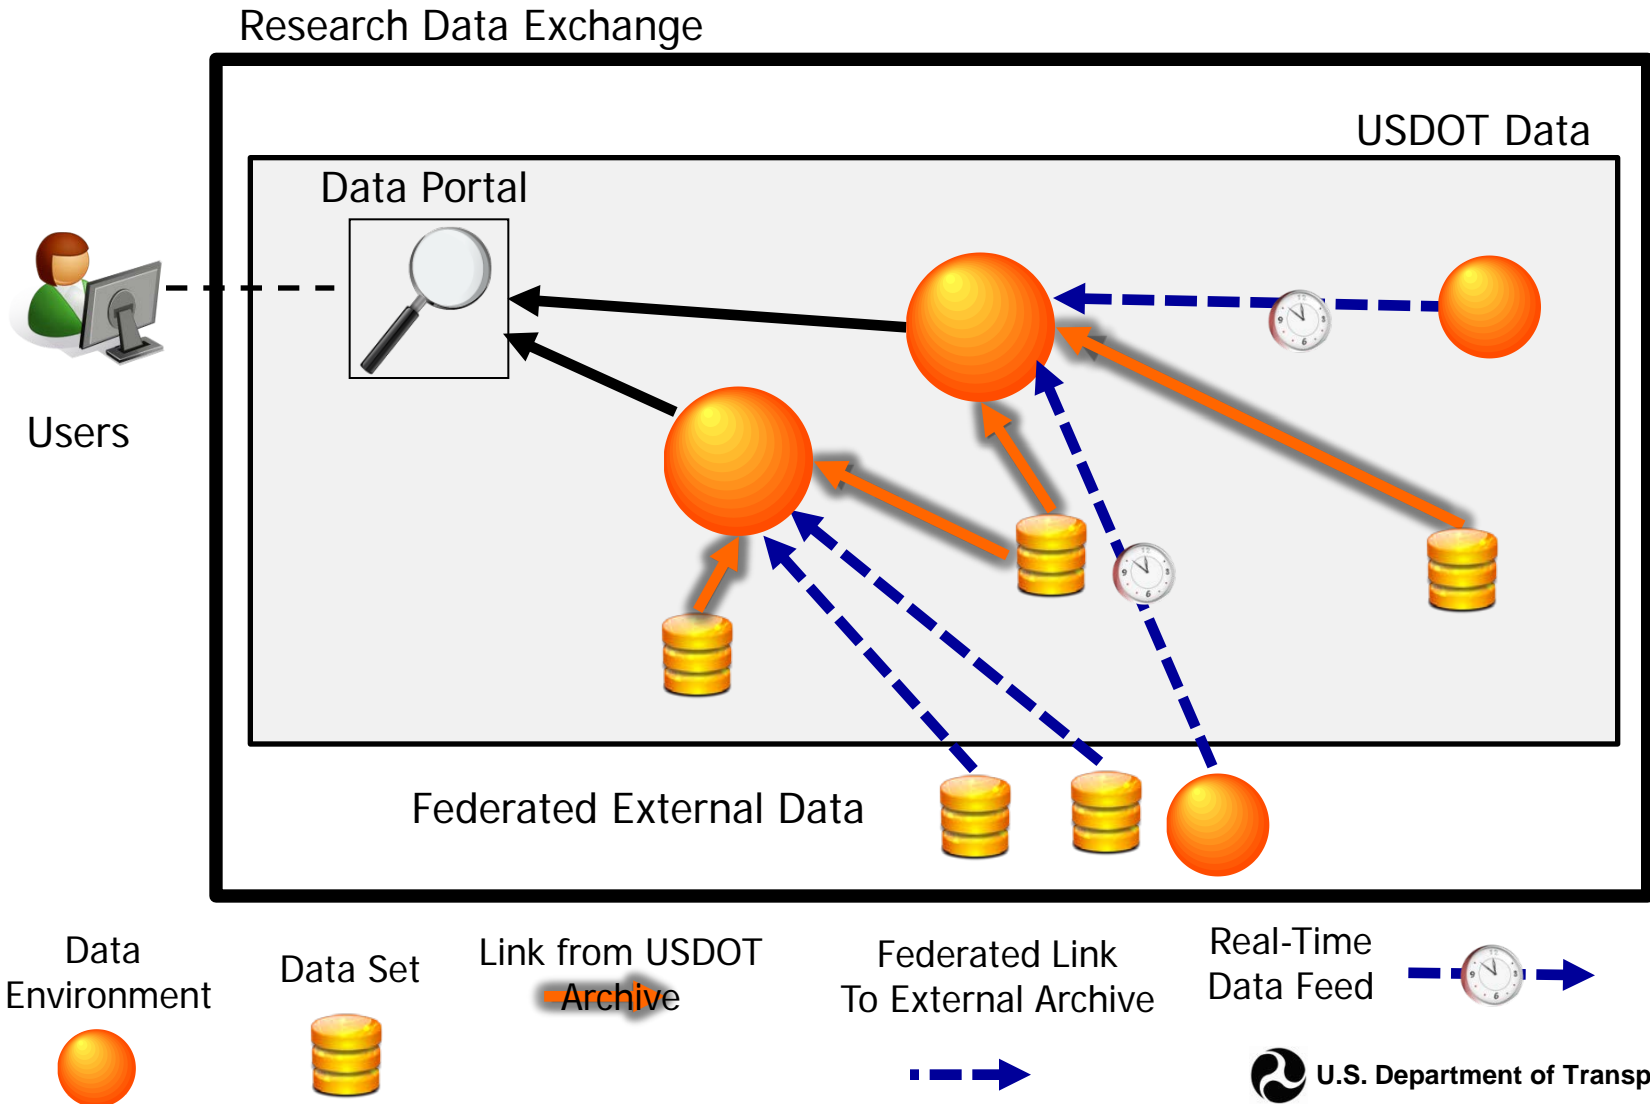 Research Data Exchange
USDOT Data
Data Portal
Users
Federated External Data
Data
Environment
Data Set
Link from USDOT
Archive
Federated Link
To External Archive
Real-Time
Data Feed
U.S. Department of Transp